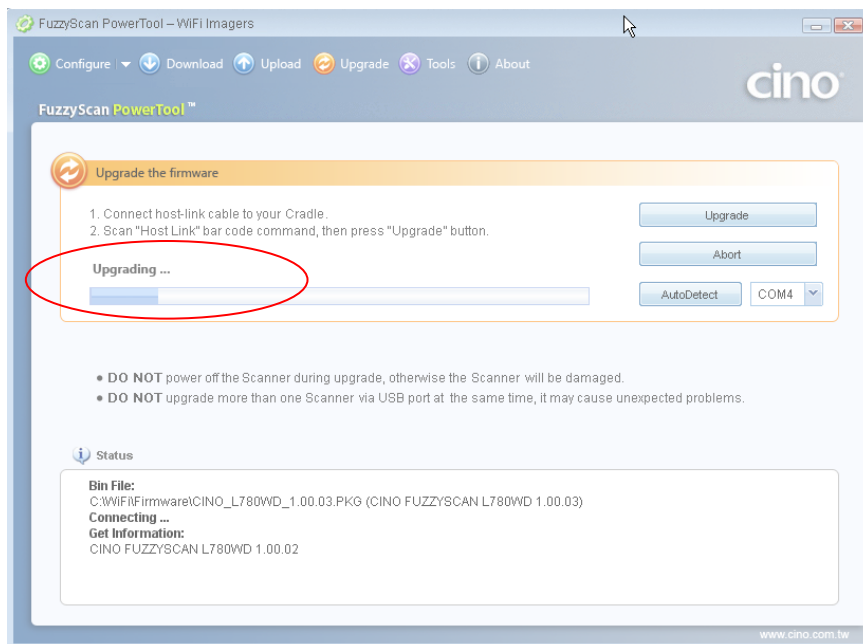 FuzzyScan PowerTool – WiFi Imagers
Configure Download Upload Upgrade Tools About
cino
FuzzyScan PowerTool™
Upgrade the firmware
1. Connect host-link cable to your Cradle.
2. Scan "Host Link" bar code command, then press "Upgrade" button.
Upgrade
Abort
Upgrading ...
AutoDetect COM4
• DO NOT power off the Scanner during upgrade, otherwise the Scanner will be damaged.
• DO NOT upgrade more than one Scanner via USB port at the same time, it may cause unexpected problems.
Status
Bin File:
C:\WiFi\Firmware\CINO_L780WD_1.00.03.PKG (CINO FUZZYSCAN L780WD 1.00.03)
Connecting ...
Get Information:
CINO FUZZYSCAN L780WD 1.00.02
www.cino.com.tw